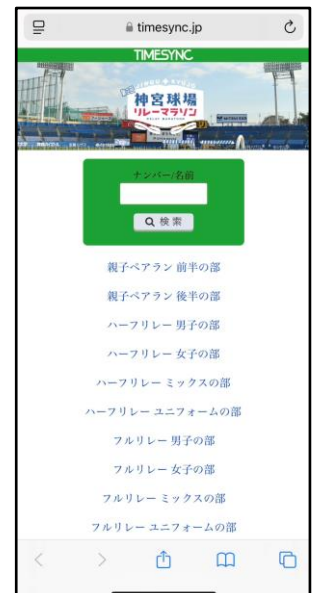 timesync.jp
TIMESYNC
神宮球場
リレーマラソン
ナンバー/名前
検索
親子ペアラン 前半の部
親子ペアラン 後半の部
ハーフリレー 男子の部
ハーフリレー 女子の部
ハーフリレー ミックスの部
ハーフリレー ユニフォームの部
フルリレー 男子の部
フルリレー 女子の部
フルリレー ミックスの部
フルリレー ユニフォームの部